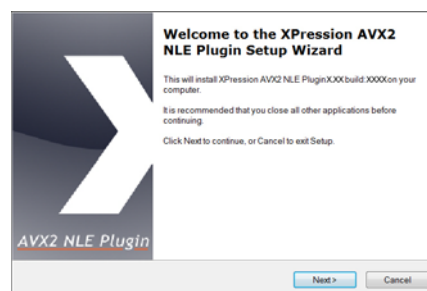 Welcome to the XPression AVX2
NLE Plugin Setup Wizard
This will install XPression AVX2 NLE Plugin X.XX build: XXXX on your
computer.
It is recommended that you close all other applications before
continuing.
Click Next to continue, or Cancel to exit Setup.
AVX2 NLE Plugin
Next >
Cancel